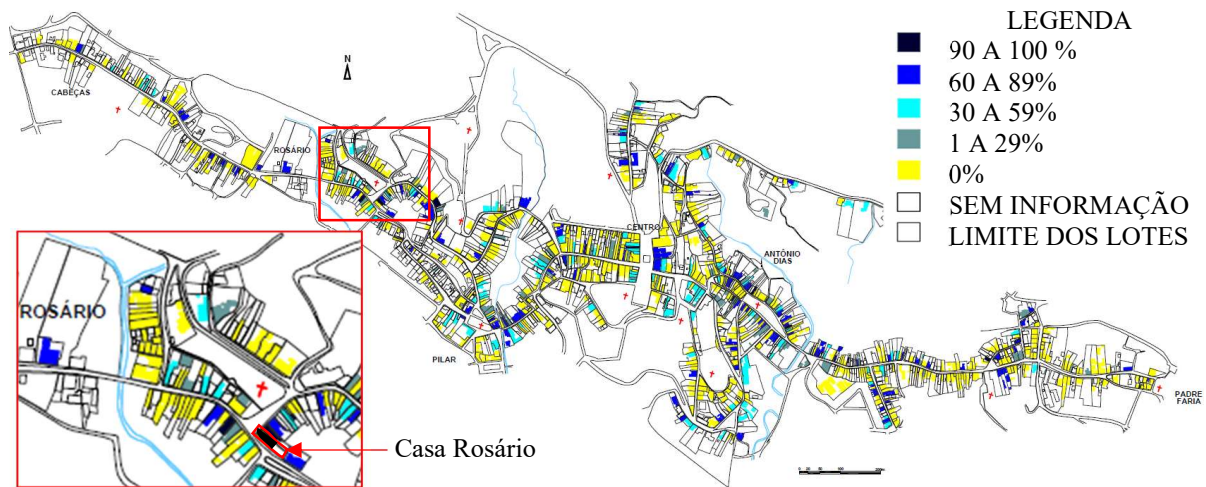 LEGENDA
90 A 100 %
60 A 89%
30 A 59%
1 A 29%
0%
SEM INFORMAÇÃO
LIMITE DOS LOTES
N
CABEÇAS
ROSÁRIO
CENTRO
ANTÔNIO
DIAS
PILAR
PADRE
FARIA
ROSÁRIO
Casa Rosário